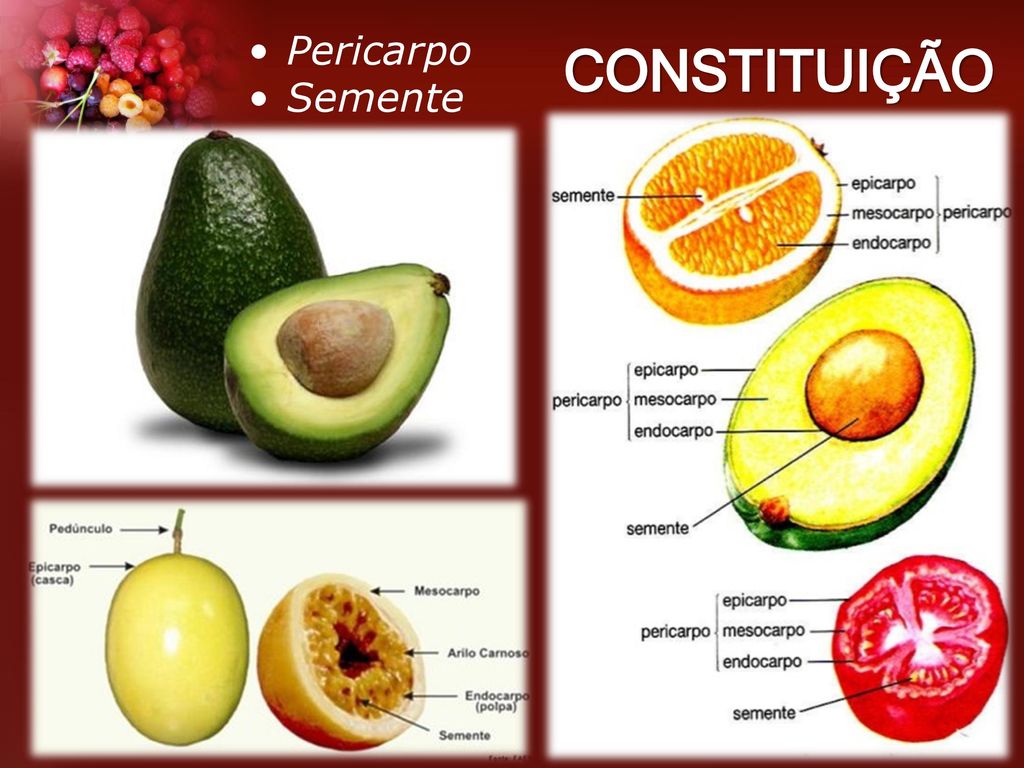 • Pericarpo
• Semente
CONSTITUIÇÃO
semente
epicarpo
mesocarpo
endocarpo
pericarpo
epicarpo
pericarpo
mesocarpo
endocarpo
semente
epicarpo
pericarpo
mesocarpo
endocarpo
semente
Pedúnculo
Epicarpo
(casca)
Mesocarpo
Arilo Carnoso
Endocarpo
(polpa)
Semente